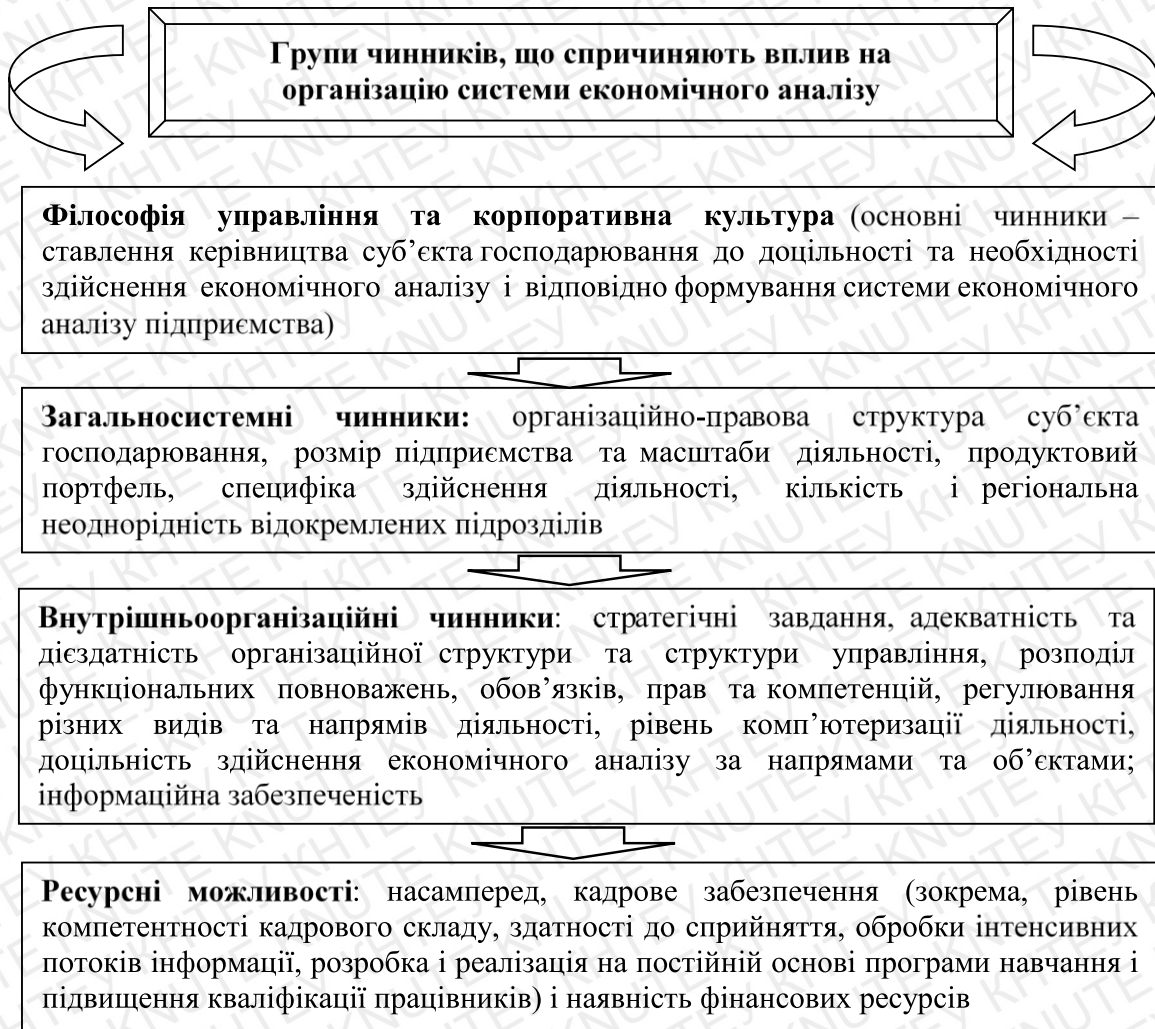 Групи чинників, що спричиняють вплив на
організацію системи економічного аналізу
Філософія управління та корпоративна культура (основні чинники –
ставлення керівництва суб’єкта господарювання до доцільності та необхідності
здійснення економічного аналізу і відповідно формування системи економічного
аналізу підприємства)
Загальносистемні чинники: організаційно-правова структура суб’єкта
господарювання, розмір підприємства та масштаби діяльності, продуктовий
портфель, специфіка здійснення діяльності, кількість і регіональна
неоднорідність відокремлених підрозділів
Внутрішньоорганізаційні чинники: стратегічні завдання, адекватність та
дієздатність організаційної структури та структури управління, розподіл
функціональних повноважень, обов’язків, прав та компетенцій, регулювання
різних видів та напрямів діяльності, рівень комп’ютеризації діяльності,
доцільність здійснення економічного аналізу за напрямами та об’єктами;
інформаційна забезпеченість
Ресурсні можливості: насамперед, кадрове забезпечення (зокрема, рівень
компетентності кадрового складу, здатності до сприйняття, обробки інтенсивних
потоків інформації, розробка і реалізація на постійній основі програми навчання і
підвищення кваліфікації працівників) і наявність фінансових ресурсів